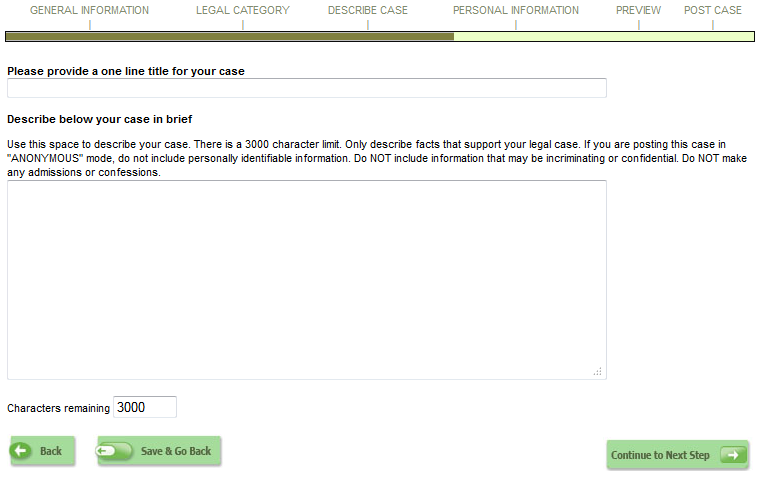 GENERAL INFORMATION LEGAL CATEGORY DESCRIBE CASE PERSONAL INFORMATION PREVIEW POST CASE
Please provide a one line title for your case
Describe below your case in brief
Use this space to describe your case. There is a 3000 character limit. Only describe facts that support your legal case. If you are posting this case in
"ANONYMOUS" mode, do not include personally identifiable information. Do NOT include information that may be incriminating or confidential. Do NOT make
any admissions or confessions.
Characters remaining 3000
Back Save & Go Back Continue to Next Step